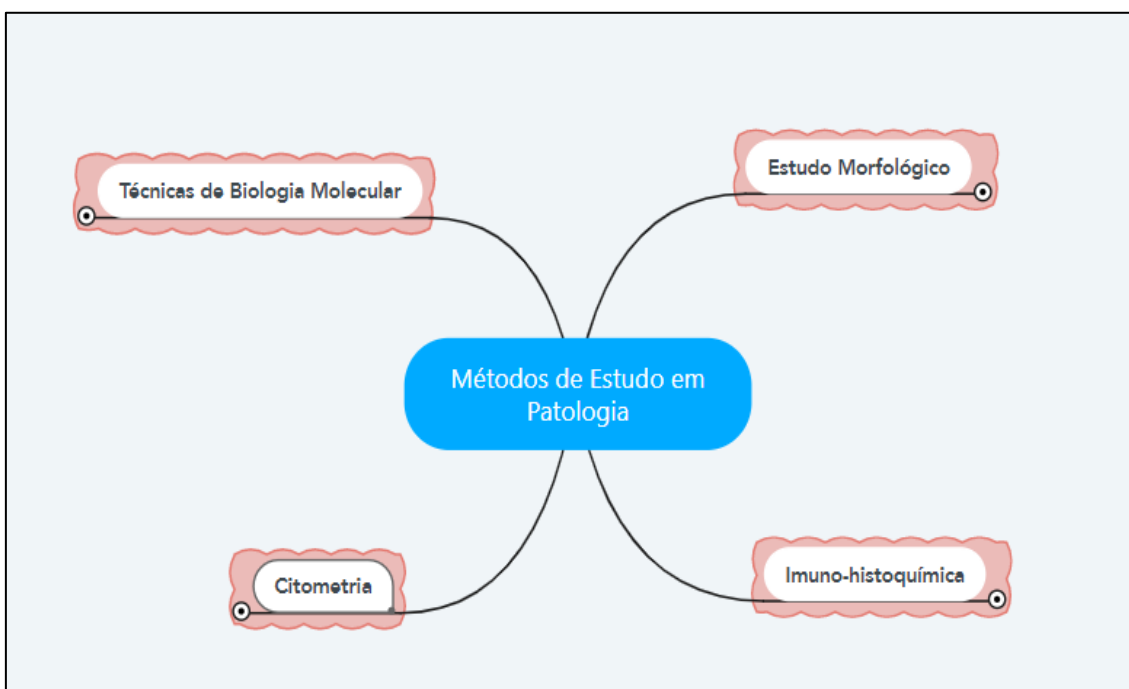 Estudo Morfológico
Técnicas de Biologia Molecular
Métodos de Estudo em
Patologia
Imuno-histoquímica
Citometria